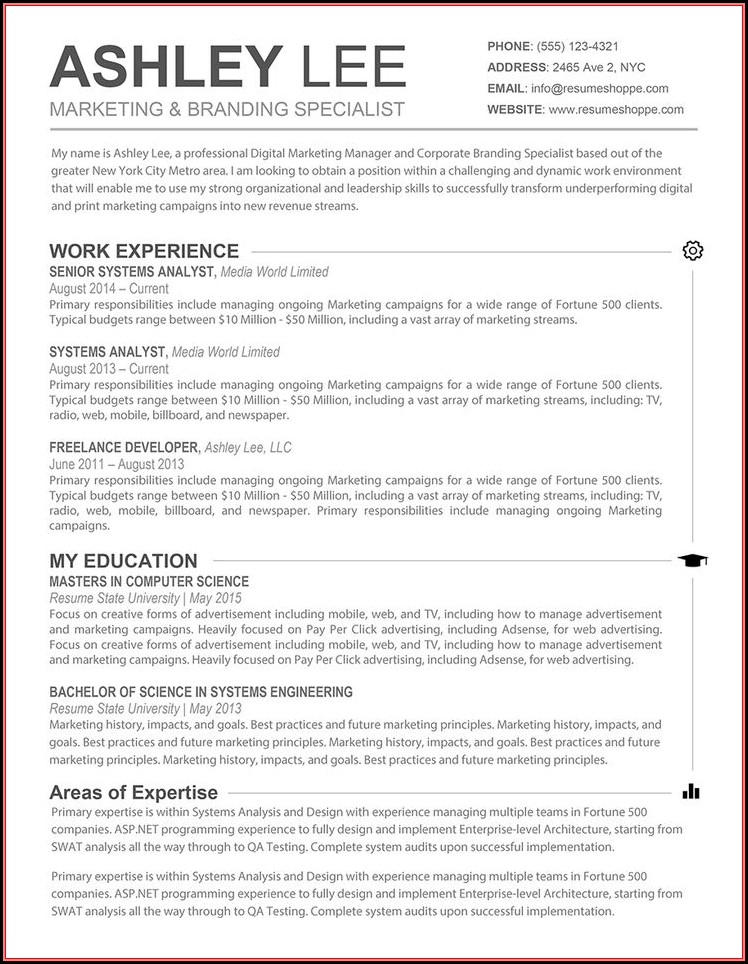 ASHLEY LEE
MARKETING & BRANDING SPECIALIST
PHONE: (555) 123-4321
ADDRESS: 2465 Ave 2, NYC
EMAIL: info@resumeshoppe.com
WEBSITE: www.resumeshoppe.com
My name is Ashley Lee, a professional Digital Marketing Manager and Corporate Branding Specialist based out of the
greater New York City Metro area. I am looking to obtain a position within a challenging and dynamic work environment
that will enable me to use my strong organizational and leadership skills to successfully transform underperforming digital
and print marketing campaigns into new revenue streams.
WORK EXPERIENCE
SENIOR SYSTEMS ANALYST, Media World Limited
August 2014 – Current
Primary responsibilities include managing ongoing Marketing campaigns for a wide range of Fortune 500 clients.
Typical budgets range between $10 Million - $50 Million, including a vast array of marketing streams.
SYSTEMS ANALYST, Media World Limited
August 2013 – Current
Primary responsibilities include managing ongoing Marketing campaigns for a wide range of Fortune 500 clients.
Typical budgets range between $10 Million - $50 Million, including a vast array of marketing streams, including: TV,
radio, web, mobile, billboard, and newspaper.
FREELANCE DEVELOPER, Ashley Lee, LLC
June 2011 – August 2013
Primary responsibilities include managing ongoing Marketing campaigns for a wide range of Fortune 500 clients.
Typical budgets range between $10 Million - $50 Million, including a vast array of marketing streams, including: TV,
radio, web, mobile, billboard, and newspaper. Primary responsibilities include managing ongoing Marketing
campaigns.
MY EDUCATION
MASTERS IN COMPUTER SCIENCE
Resume State University | May 2015
Focus on creative forms of advertisement including mobile, web, and TV, including how to manage advertisement
and marketing campaigns. Heavily focused on Pay Per Click advertising, including Adsense, for web advertising.
Focus on creative forms of advertisement including mobile, web, and TV, including how to manage advertisement
and marketing campaigns. Heavily focused on Pay Per Click advertising, including Adsense, for web advertising.
BACHELOR OF SCIENCE IN SYSTEMS ENGINEERING
Resume State University | May 2013
Marketing history, impacts, and goals. Best practices and future marketing principles. Marketing history, impacts, and
goals. Best practices and future marketing principles. Marketing history, impacts, and goals. Best practices and future
marketing principles. Marketing history, impacts, and goals. Best practices and future marketing principles.
Areas of Expertise
Primary expertise is within Systems Analysis and Design with experience managing multiple teams in Fortune 500
companies. ASP.NET programming experience to fully design and implement Enterprise-level Architecture, starting from
SWAT analysis all the way through to QA Testing. Complete system audits upon successful implementation.
Primary expertise is within Systems Analysis and Design with experience managing multiple teams in Fortune 500
companies. ASP.NET programming experience to fully design and implement Enterprise-level Architecture, starting from
SWAT analysis all the way through to QA Testing. Complete system audits upon successful implementation.